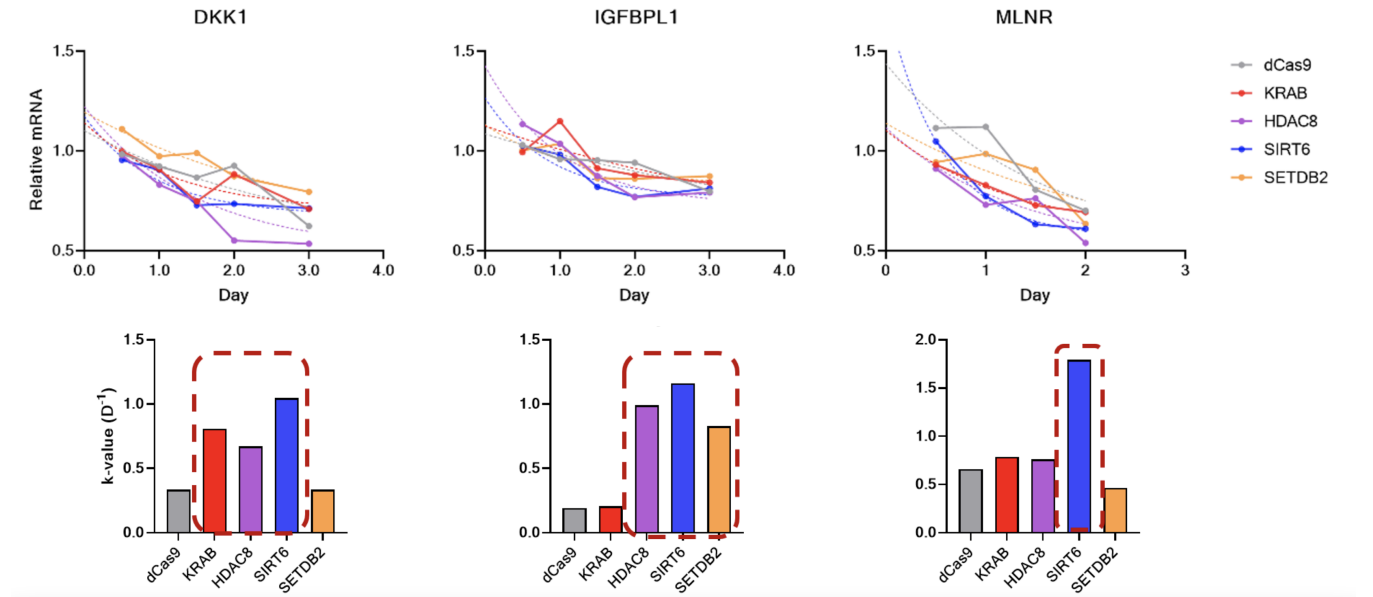 DKK1
IGFBPL1
MLNR
Relative mRNA
1.5
1.0
0.5
0.0 1.0 2.0 3.0 4.0
Day
1.5
1.0
0.5
0.0 1.0 2.0 3.0 4.0
Day
1.5
1.0
0.5
0 1 2 3
Day
dCas9
KRAB
HDAC8
SIRT6
SETDB2
k-value (D⁻¹)
1.5
1.0
0.5
0.0
dCas9 KRAB HDAC8 SIRT6 SETDB2
1.5
1.0
0.5
0.0
dCas9 KRAB HDAC8 SIRT6 SETDB2
2.0
1.5
1.0
0.5
0.0
dCas9 KRAB HDAC8 SIRT6 SETDB2